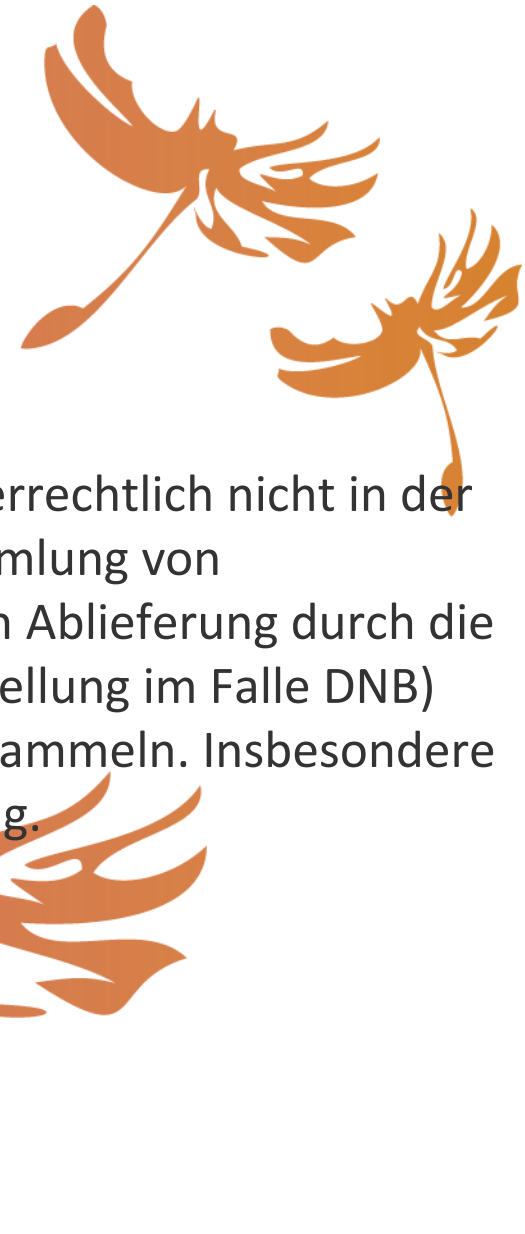 errechtlich nicht in der
mlung von
n Ablieferung durch die
ellung im Falle DNB)
ammeln. Insbesondere
g.